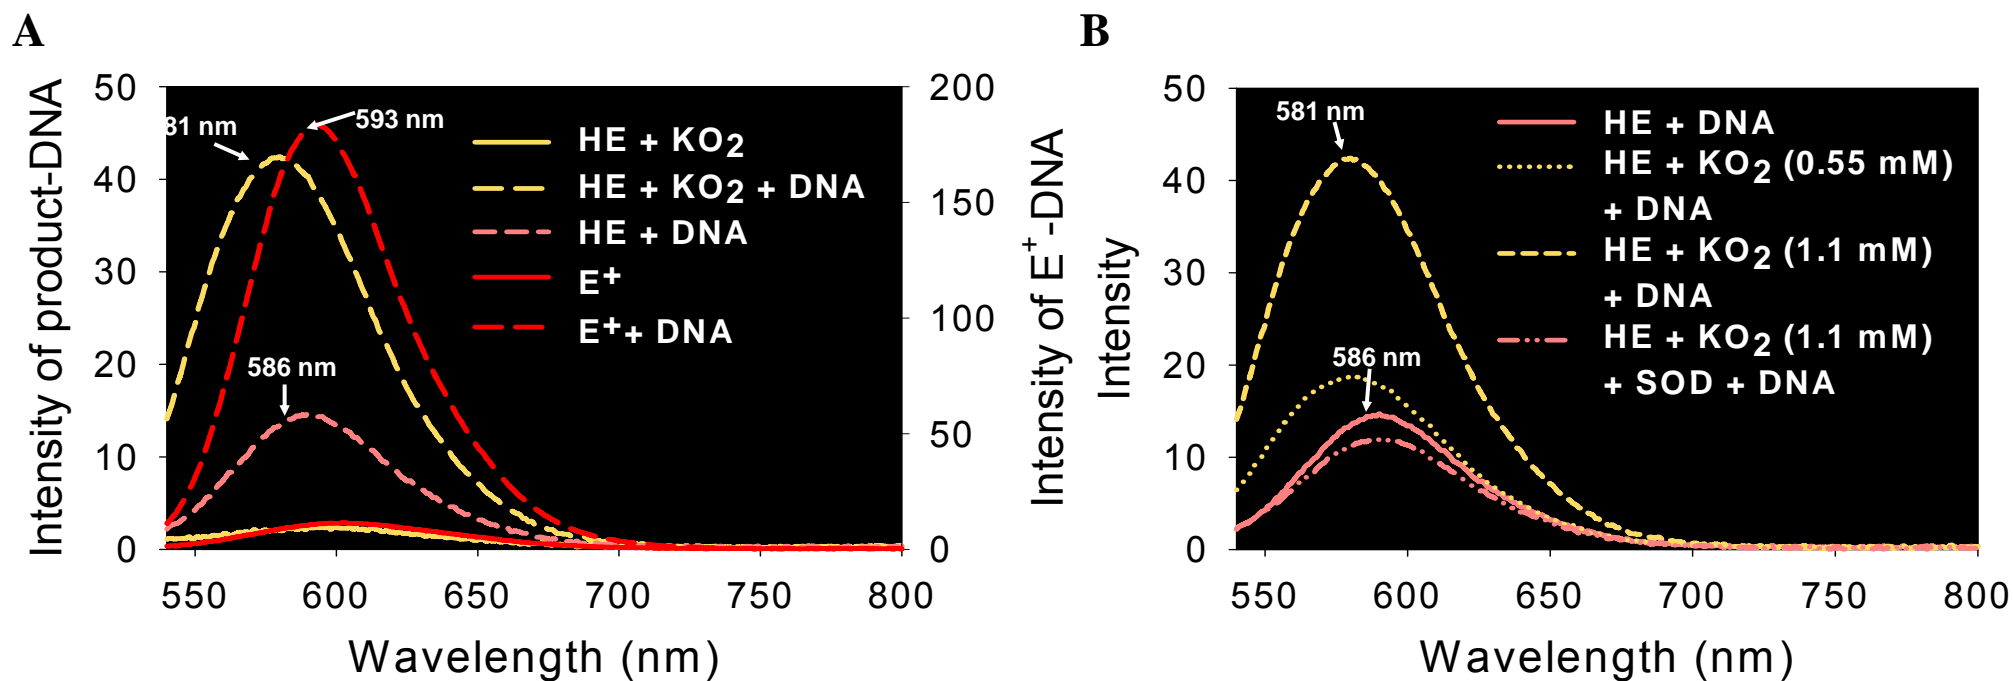 A
Intensity of product-DNA
50
40
30
20
10
0
81 nm
593 nm
586 nm
HE + KO2
HE + KO2 + DNA
HE + DNA
E+
E+ + DNA
200
150
100
50
0
Intensity of E+-DNA
550 600 650 700 750 800
Wavelength (nm)
B
Intensity
50
40
30
20
10
0
581 nm
586 nm
HE + DNA
HE + KO2 (0.55 mM)
+ DNA
HE + KO2 (1.1 mM)
+ DNA
HE + KO2 (1.1 mM)
+ SOD + DNA
550 600 650 700 750 800
Wavelength (nm)